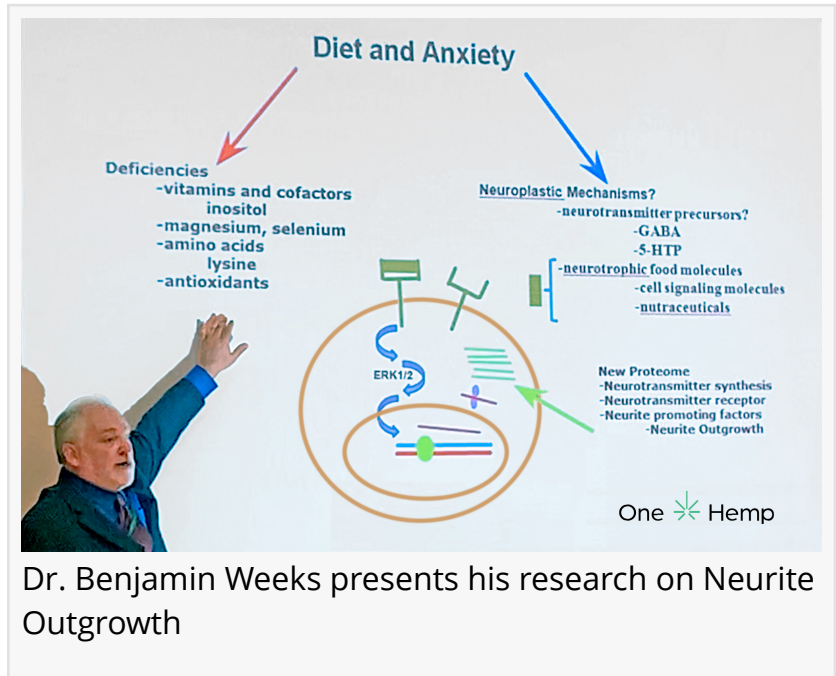 Diet and Anxiety
Deficiencies
-vitamins and cofactors
inositol
-magnesium, selenium
-amino acids
lysine
-antioxidants
Neuroplastic Mechanisms?
-neurotransmitter precursors?
-GABA
-5-HTP
-neurotrophic food molecules
-cell signaling molecules
-nutraceuticals
ERK1/2
New Proteome
-Neurotransmitter synthesis
-Neurotransmitter receptor
-Neurite promoting factors
-Neurite Outgrowth
One Hemp
Dr. Benjamin Weeks presents his research on Neurite
Outgrowth